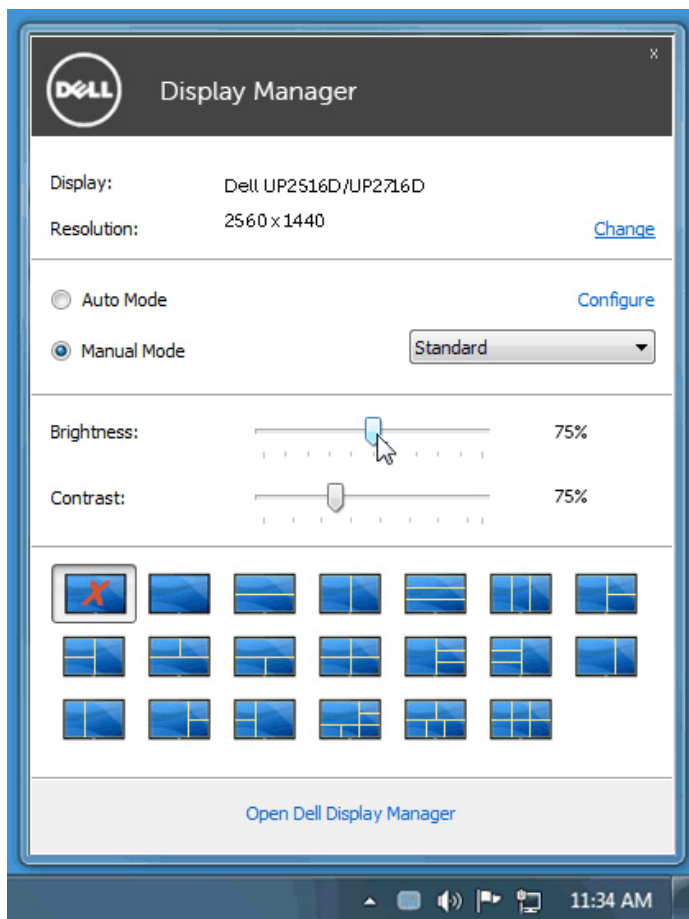 DELL
Display Manager
x
Display: Dell UP2516D/UP2716D
Resolution: 2560 x 1440 Change
Auto Mode Configure
Manual Mode Standard
Brightness: 75%
Contrast: 75%
Open Dell Display Manager
11:34 AM